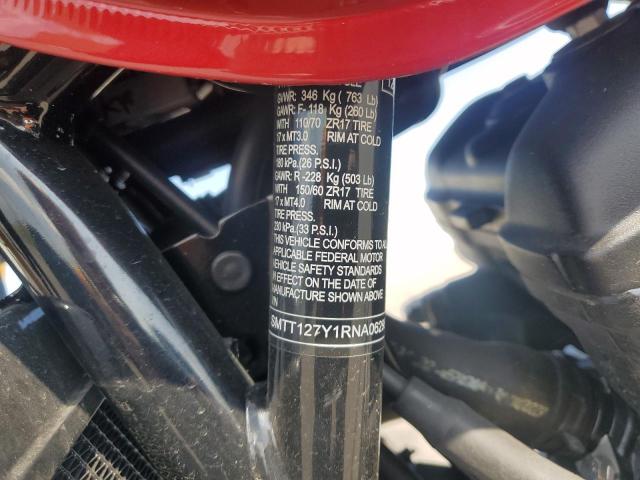 GVWR: 346 Kg ( 763 Lb)
GAWR: F- 118 Kg (260 Lb)
WITH 110/70 ZR17 TIRE
17 x MT3.0 RIM AT COLD
TIRE PRESS.
180 kPa.(26 P.S.I.)
GAWR: R -228 Kg (503 Lb)
WITH 150/60 ZR17 TIRE
17 x MT4.0 RIM AT COLD
TIRE PRESS.
230 kPa.(33 P.S.I.)
THIS VEHICLE CONFORMS TO AL
APPLICABLE FEDERAL MOTOR
VEHICLE SAFETY STANDARDS
IN EFFECT ON THE DATE OF
MANUFACTURE SHOWN ABOVE
VIN
SMTT127Y1RNA062